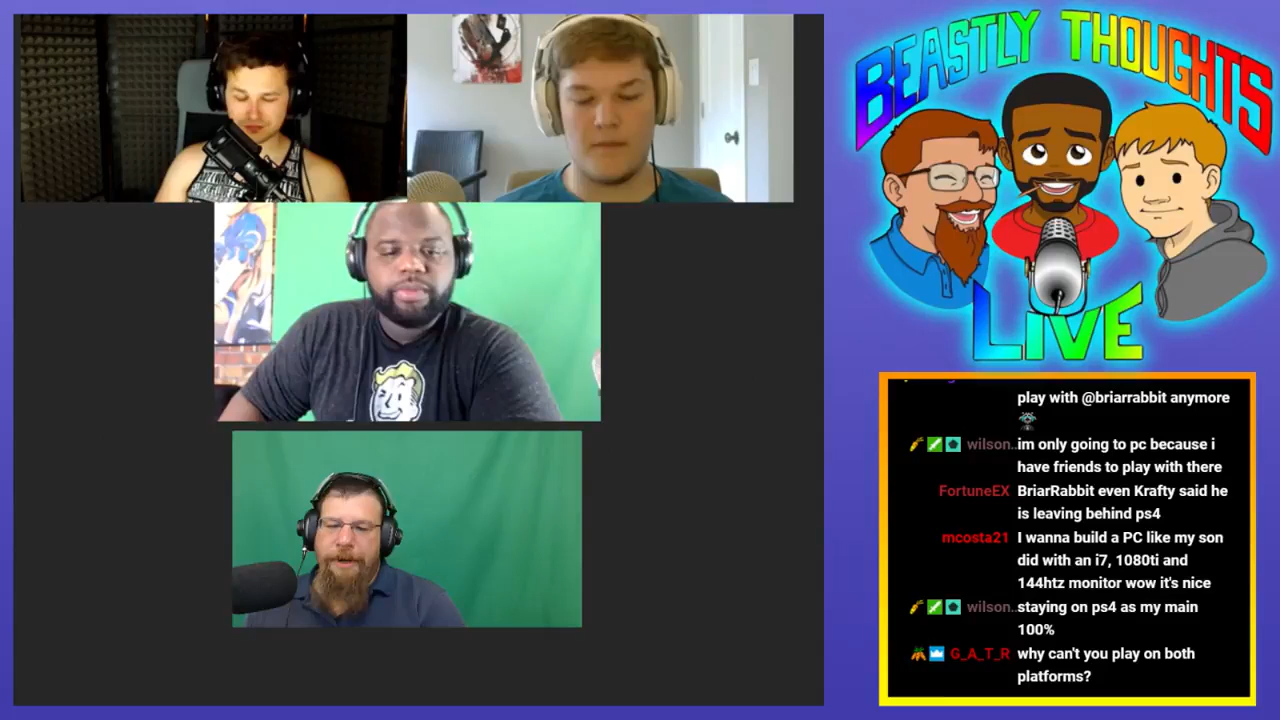 BEASTLY THOUGHTS
LIVE
play with @briarrabbit anymore
wilson.. im only going to pc because i
have friends to play with there
FortuneEX BriarRabbit even Krafty said he
is leaving behind ps4
mcosta21 I wanna build a PC like my son
did with an i7, 1080ti and
144htz monitor wow it's nice
wilson.. staying on ps4 as my main
100%
G_A_T_R why can't you play on both
platforms?